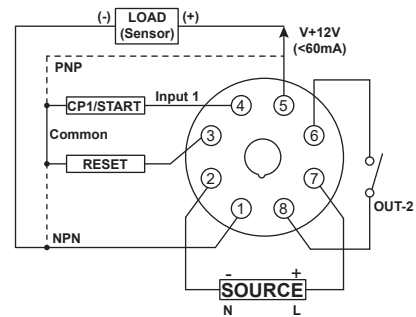 (-) LOAD (+)
(Sensor)
V+12V
(<60mA)
PNP
CP1/START Input 1
4 5
Common
3 6
RESET
2 7
OUT-2
1 8
NPN
- +
SOURCE
N L